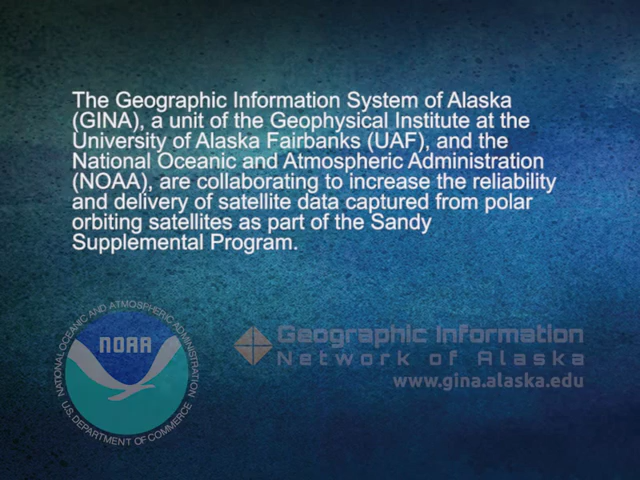 The Geographic Information System of Alaska
(GINA), a unit of the Geophysical Institute at the
University of Alaska Fairbanks (UAF), and the
National Oceanic and Atmospheric Administration
(NOAA), are collaborating to increase the reliability
and delivery of satellite data captured from polar
orbiting satellites as part of the Sandy
Supplemental Program.
NATIONAL OCEANIC AND ATMOSPHERIC ADMINISTRATION
NOAA
U.S. DEPARTMENT OF COMMERCE
Geographic Information
Network of Alaska
www.gina.alaska.edu